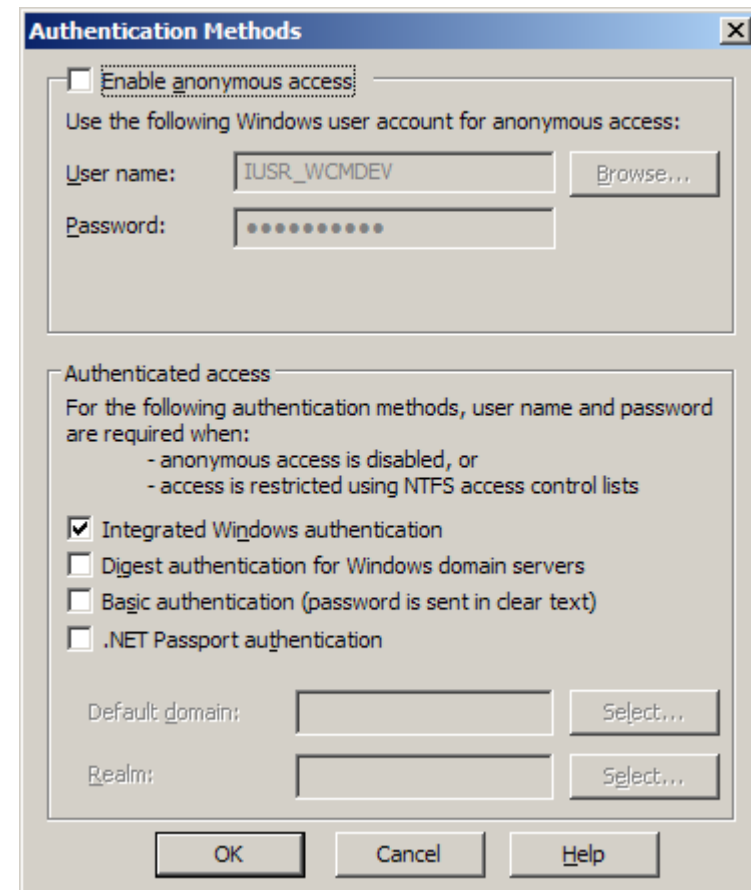 Authentication Methods
Enable anonymous access
Use the following Windows user account for anonymous access:
User name: IUSR_WCMDEV Browse...
Password: ●●●●●●●●●●
Authenticated access
For the following authentication methods, user name and password
are required when:
- anonymous access is disabled, or
- access is restricted using NTFS access control lists
Integrated Windows authentication
Digest authentication for Windows domain servers
Basic authentication (password is sent in clear text)
.NET Passport authentication
Default domain: Select...
Realm: Select...
OK Cancel Help